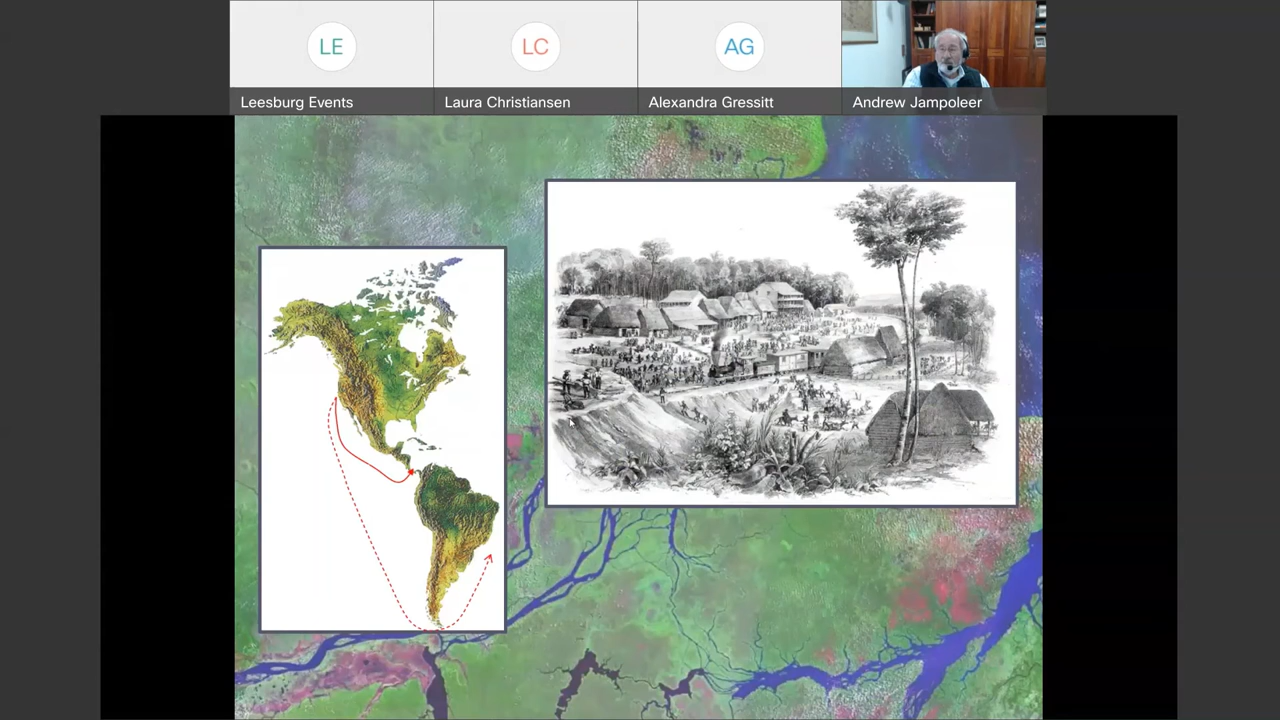 LE
LC
AG
Leesburg Events
Laura Christiansen
Alexandra Gressitt
Andrew Jampoleer